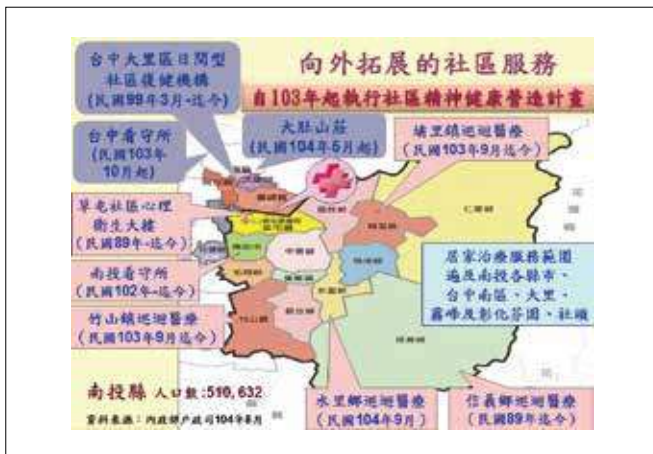 向外拓展的社區服務
自103年起執行社區精神健康營造計畫
台中大里區日間型
社區復健機構
(民國99年3月-迄今)
台中看守所
(民國103年
10月起)
大肚山莊
(民國104年6月起)
埔里鎮巡迴醫療
(民國103年9月迄今)
草屯社區心理
衛生大樓
(民國89年-迄今)
南投看守所
(民國102年-迄今)
竹山鎮巡迴醫療
(民國103年9月迄今)
居家治療服務範圍
遍及南投各縣市、
台中南區、大里、
霧峰及彰化芬園、社頭
仁愛鄉
中寮鄉
竹山鎮
信義鄉
南投縣 人口數:510,632
資料來源:內政部戶政司104年8月
水里鄉巡迴醫療
(民國104年9月)
信義鄉巡迴醫療
(民國89年迄今)